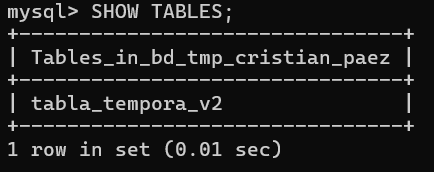 mysql> SHOW TABLES;
+--------------------------------+
| Tables_in_bd_tmp_cristian_paez |
+--------------------------------+
| tabla_tempora_v2               |
+--------------------------------+
1 row in set (0.01 sec)